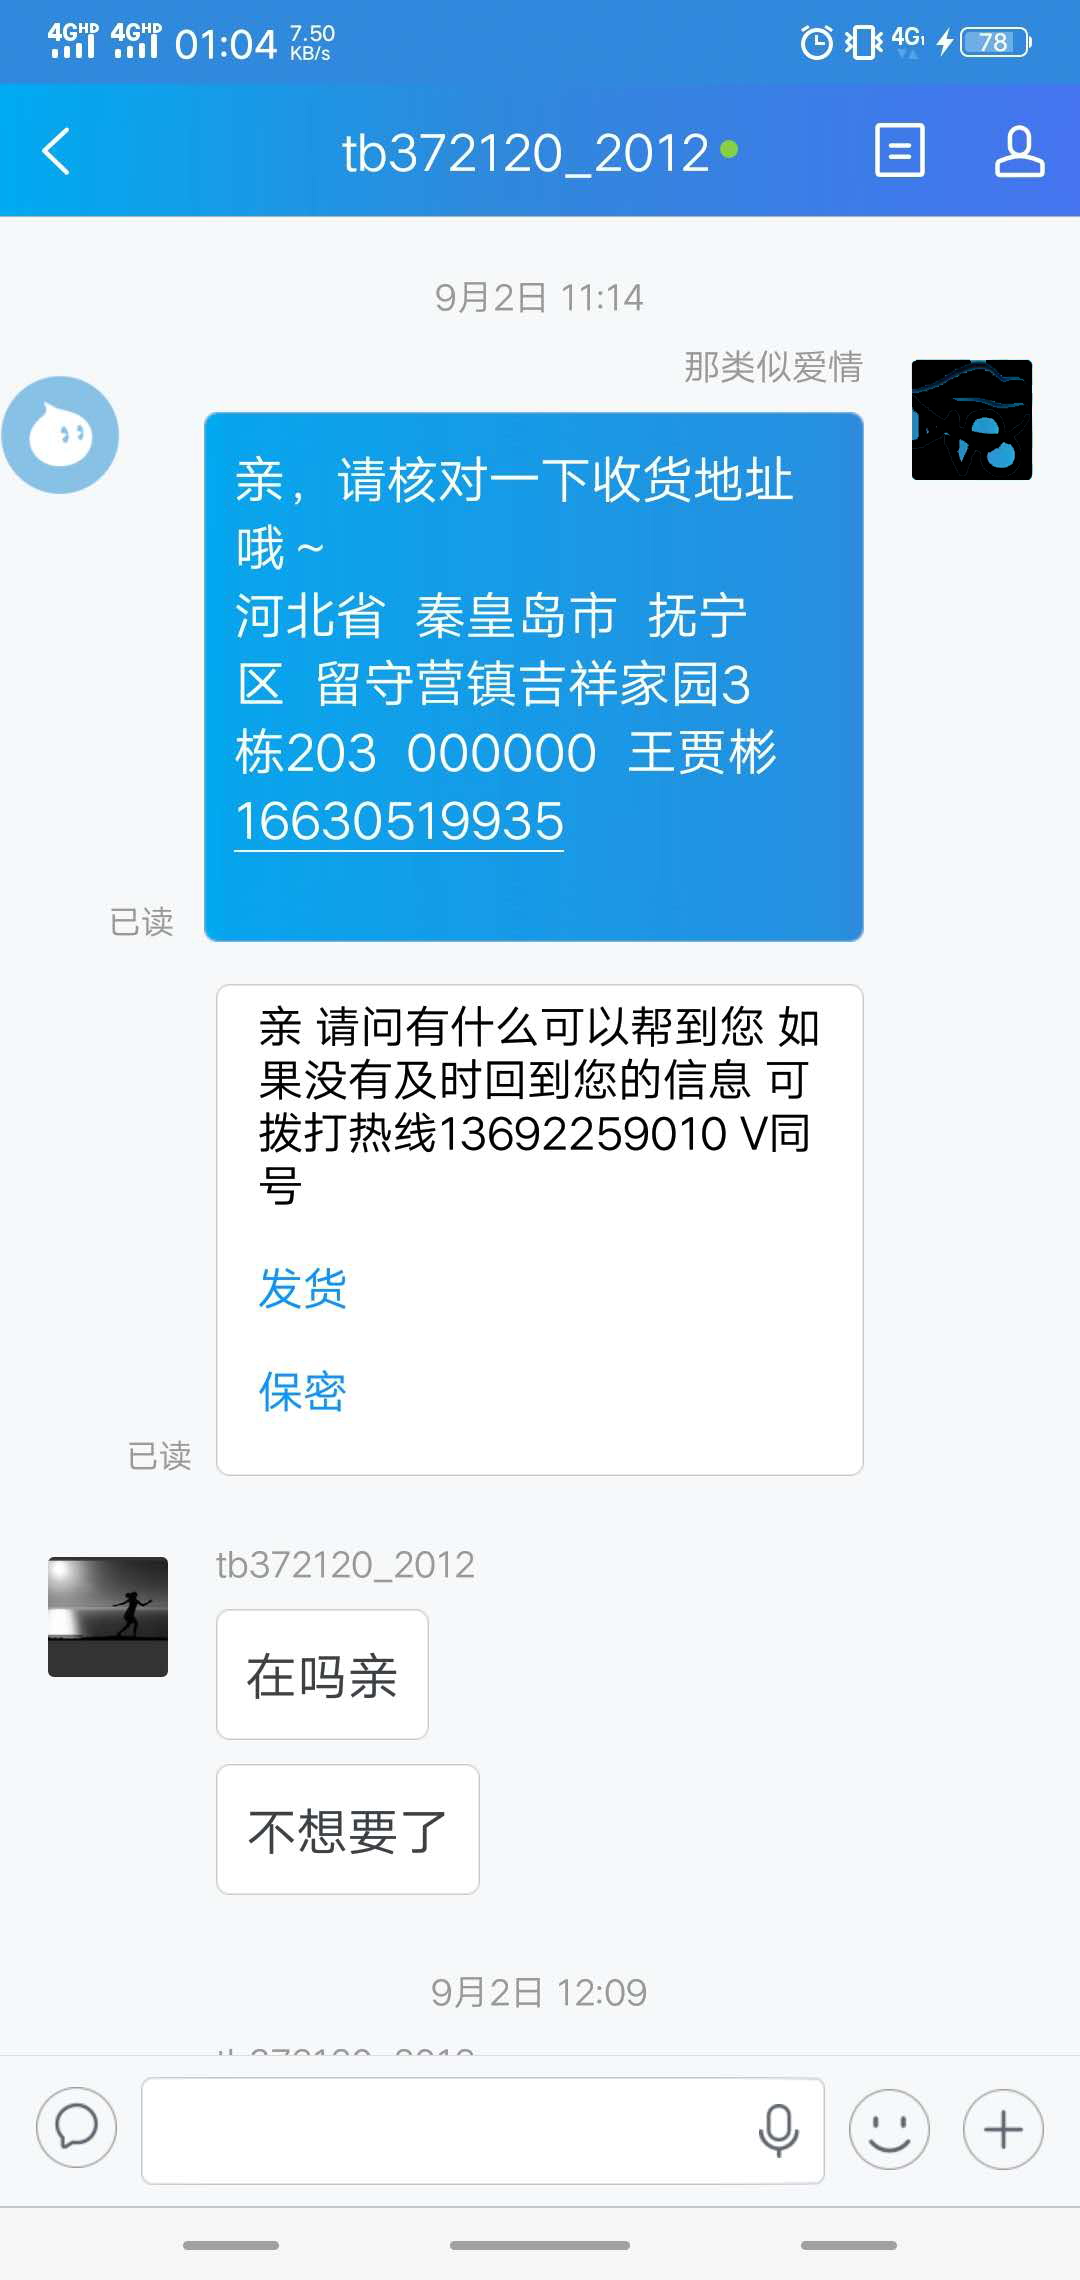 4GHD 4GHD 01:04 7.50 KB/s 4G 78
tb372120_2012
9月2日 11:14
那类似爱情
亲，请核对一下收货地址
哦～
河北省 秦皇岛市 抚宁
区 留守营镇吉祥家园3
栋203 000000 王贾彬
16630519935
已读
亲 请问有什么可以帮到您 如
果没有及时回到您的信息 可
拨打热线13692259010 V同
号
发货
保密
已读
tb372120_2012
在吗亲
不想要了
9月2日 12:09